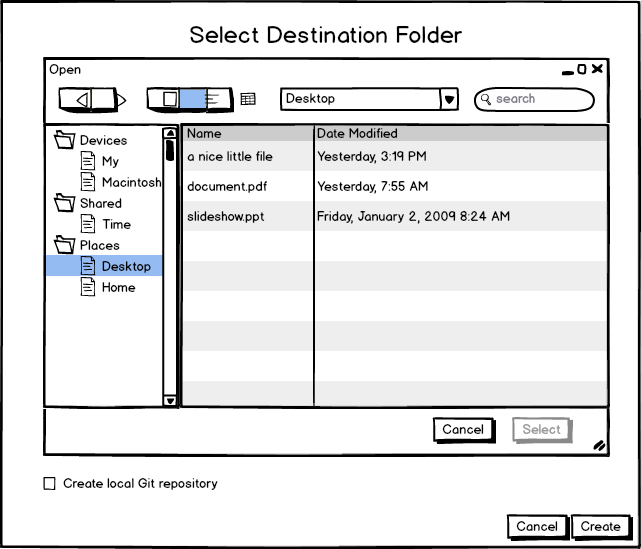 Select Destination Folder
Open
Desktop
search
Devices
My
Macintosh
Shared
Time
Places
Desktop
Home
Name Date Modified
a nice little file Yesterday, 3:19 PM
document.pdf Yesterday, 7:55 AM
slideshow.ppt Friday, January 2, 2009 8:24 AM
Cancel Select
Create local Git repository
Cancel Create